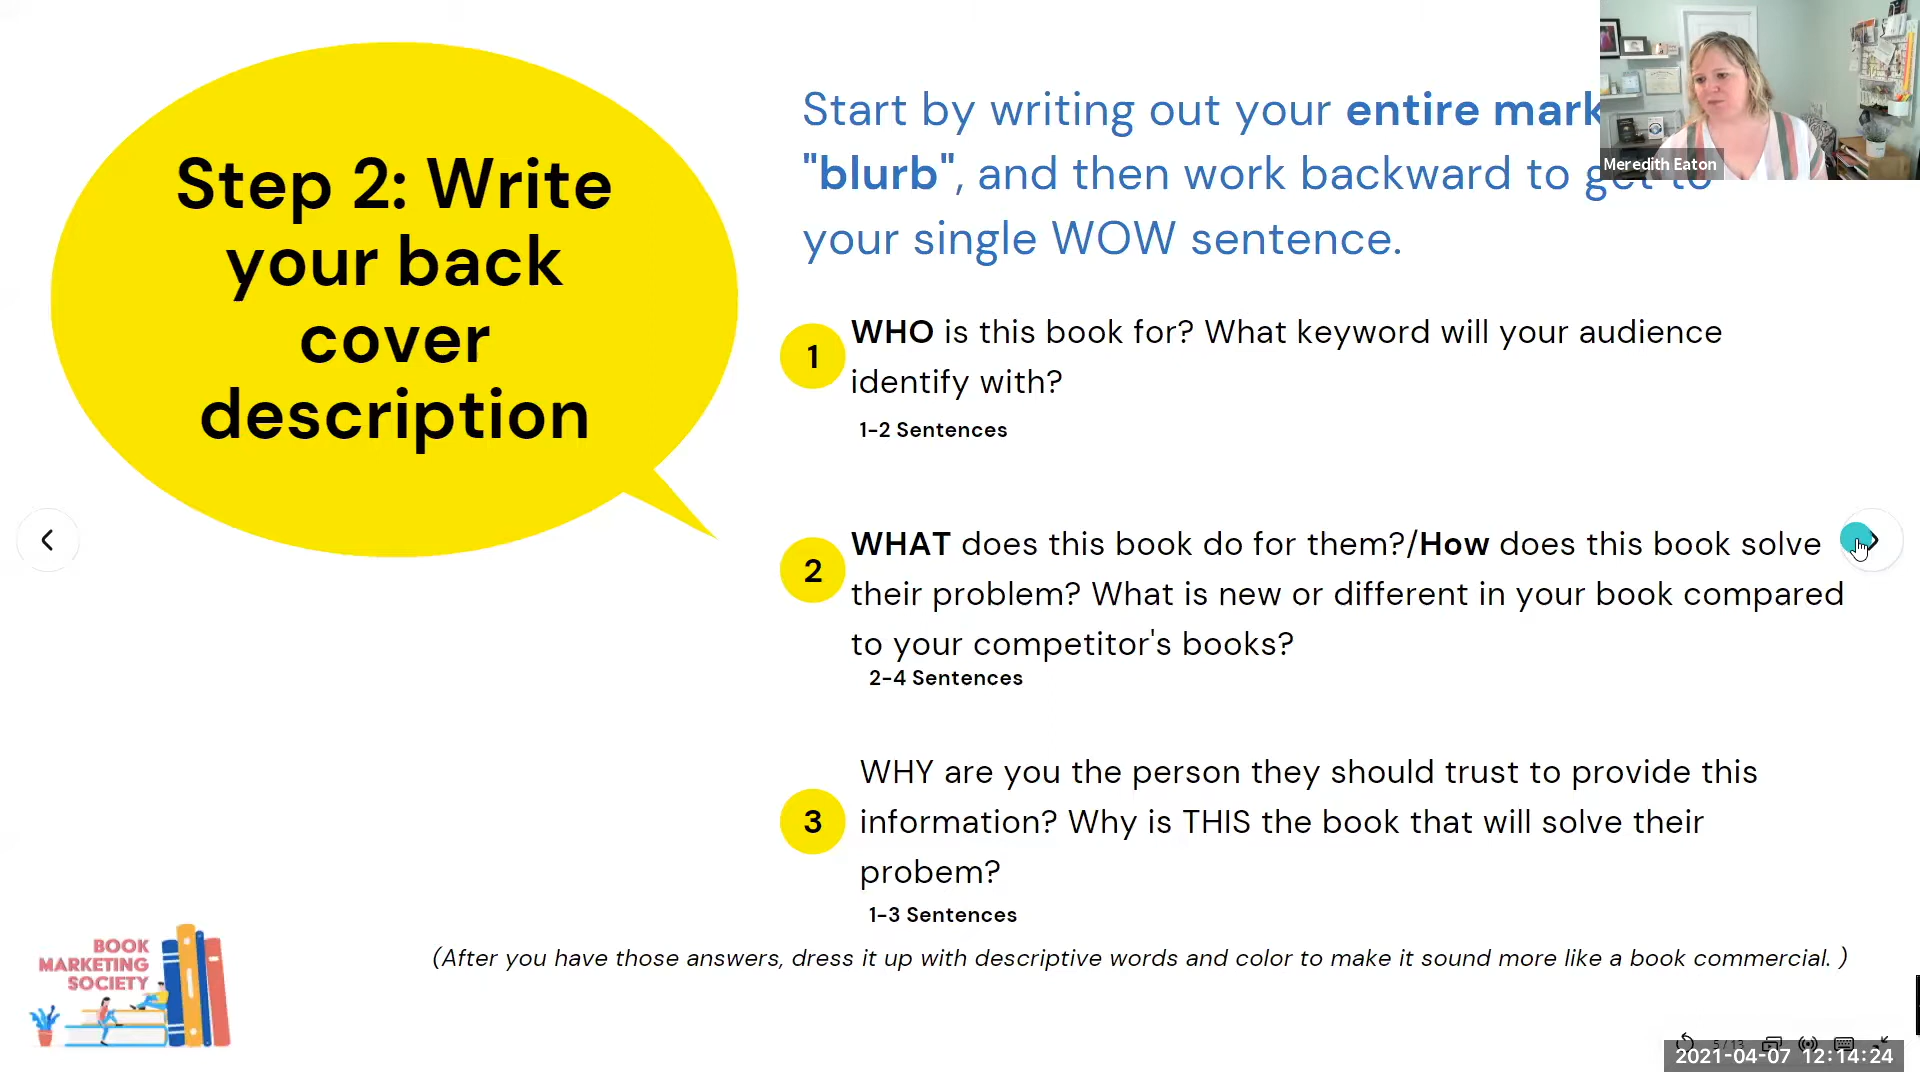 Step 2: Write
your back
cover
description
Start by writing out your entire mark
"blurb", and then work backward to get to
your single WOW sentence.
1
WHO is this book for? What keyword will your audience
identify with?
1-2 Sentences
2
WHAT does this book do for them?/How does this book solve
their problem? What is new or different in your book compared
to your competitor's books?
2-4 Sentences
3
WHY are you the person they should trust to provide this
information? Why is THIS the book that will solve their
probem?
1-3 Sentences
(After you have those answers, dress it up with descriptive words and color to make it sound more like a book commercial. )
BOOK
MARKETING
SOCIETY
Meredith Eaton
5 / 13
2021-04-07 12:14:24